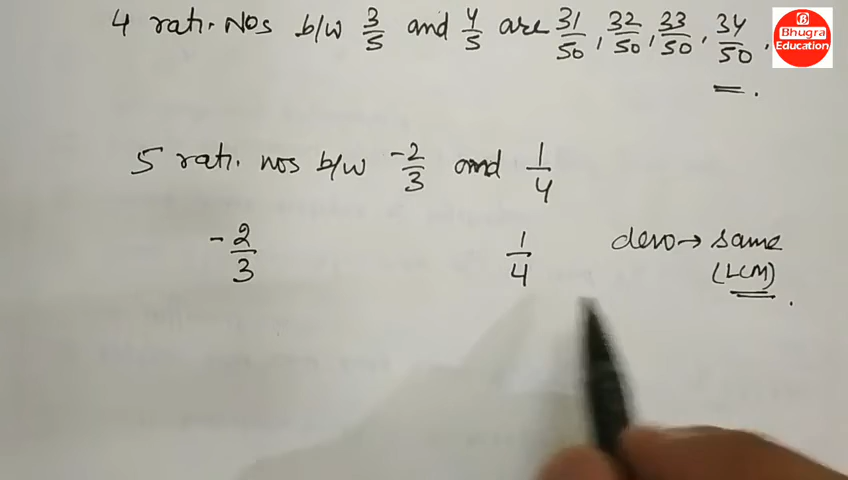 4 rati. Nos b/w 3/5 and 4/5 are 31/50, 32/50, 33/50, 34/50.
Bhugra
Education
5 rati. nos b/w -2/3 and 1/4
-2/3 1/4 deno → same
(LCM).